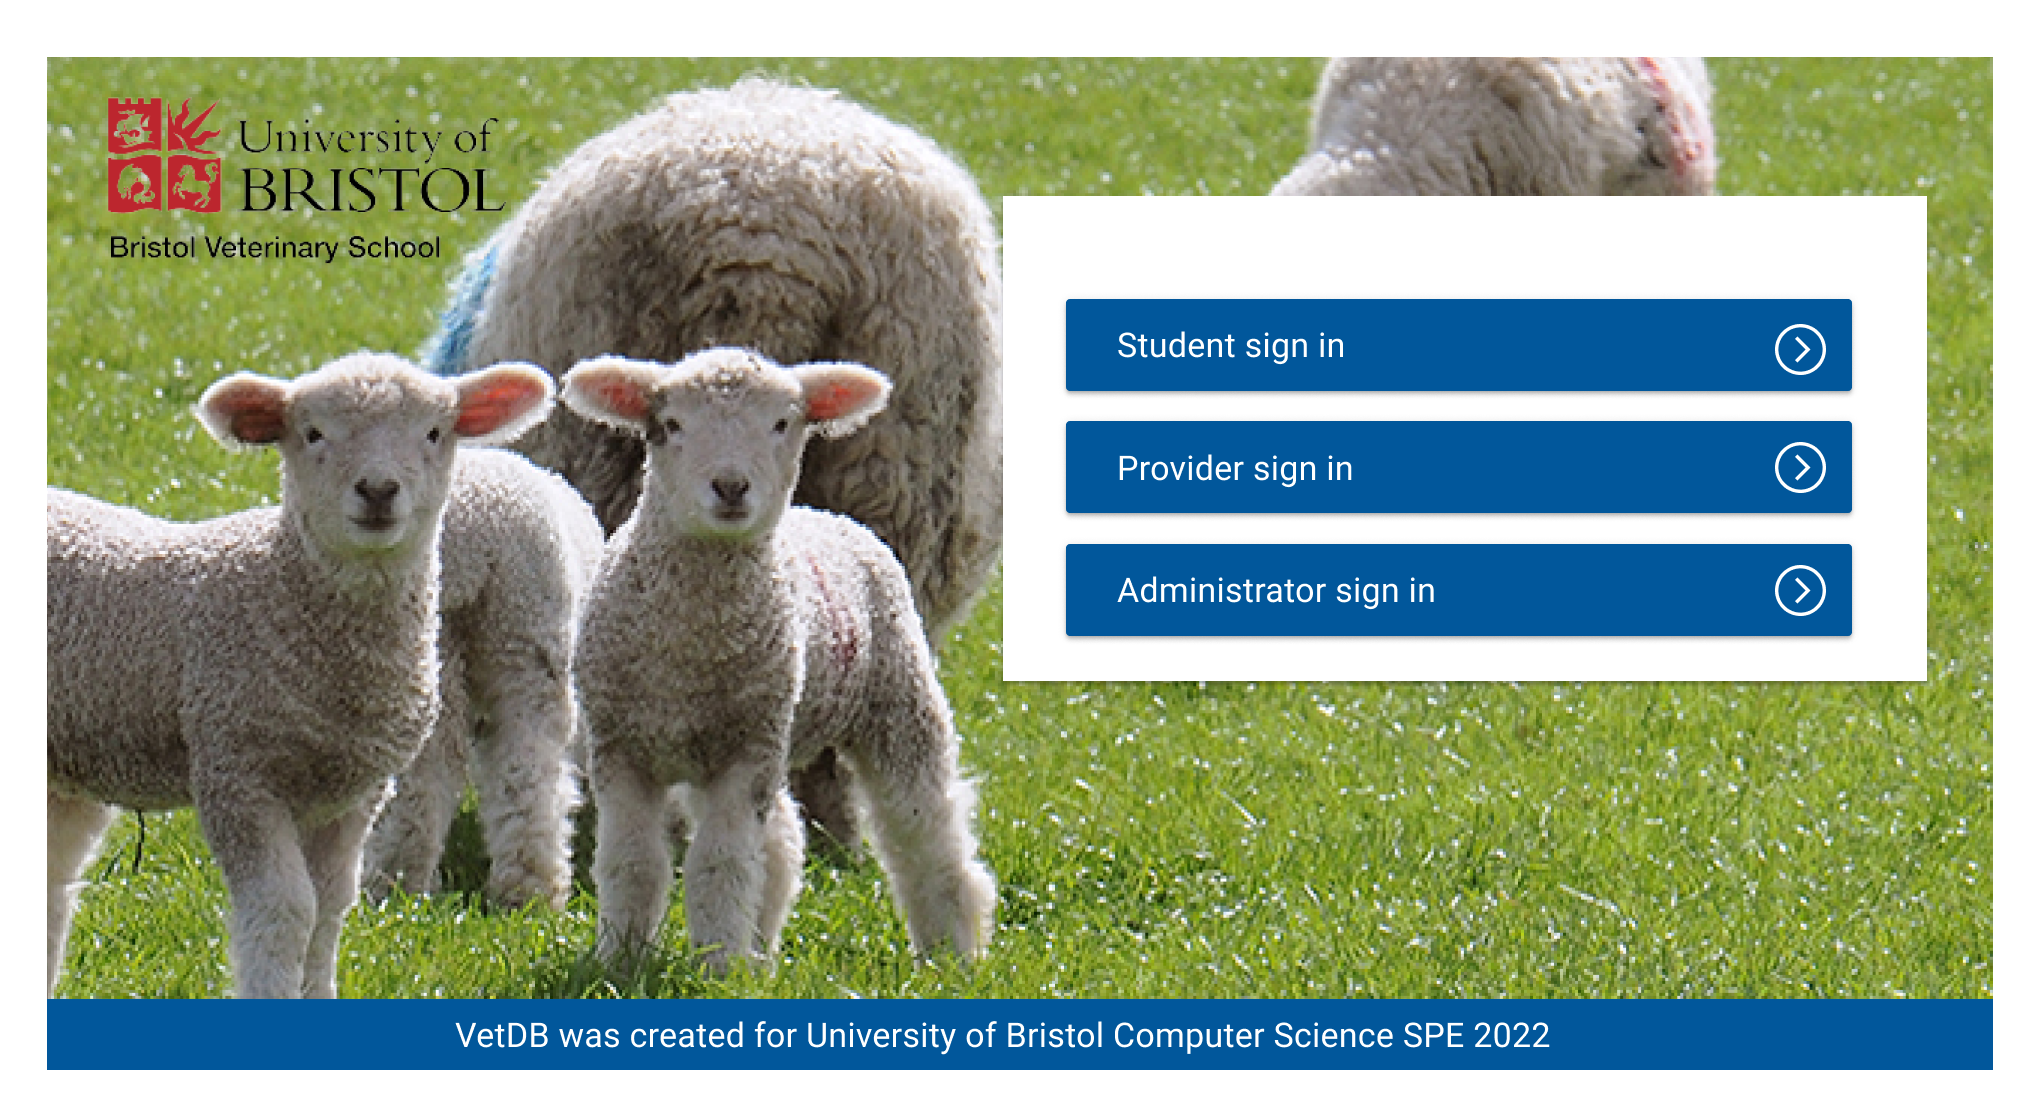 University of
BRISTOL
Bristol Veterinary School
Student sign in
Provider sign in
Administrator sign in
VetDB was created for University of Bristol Computer Science SPE 2022